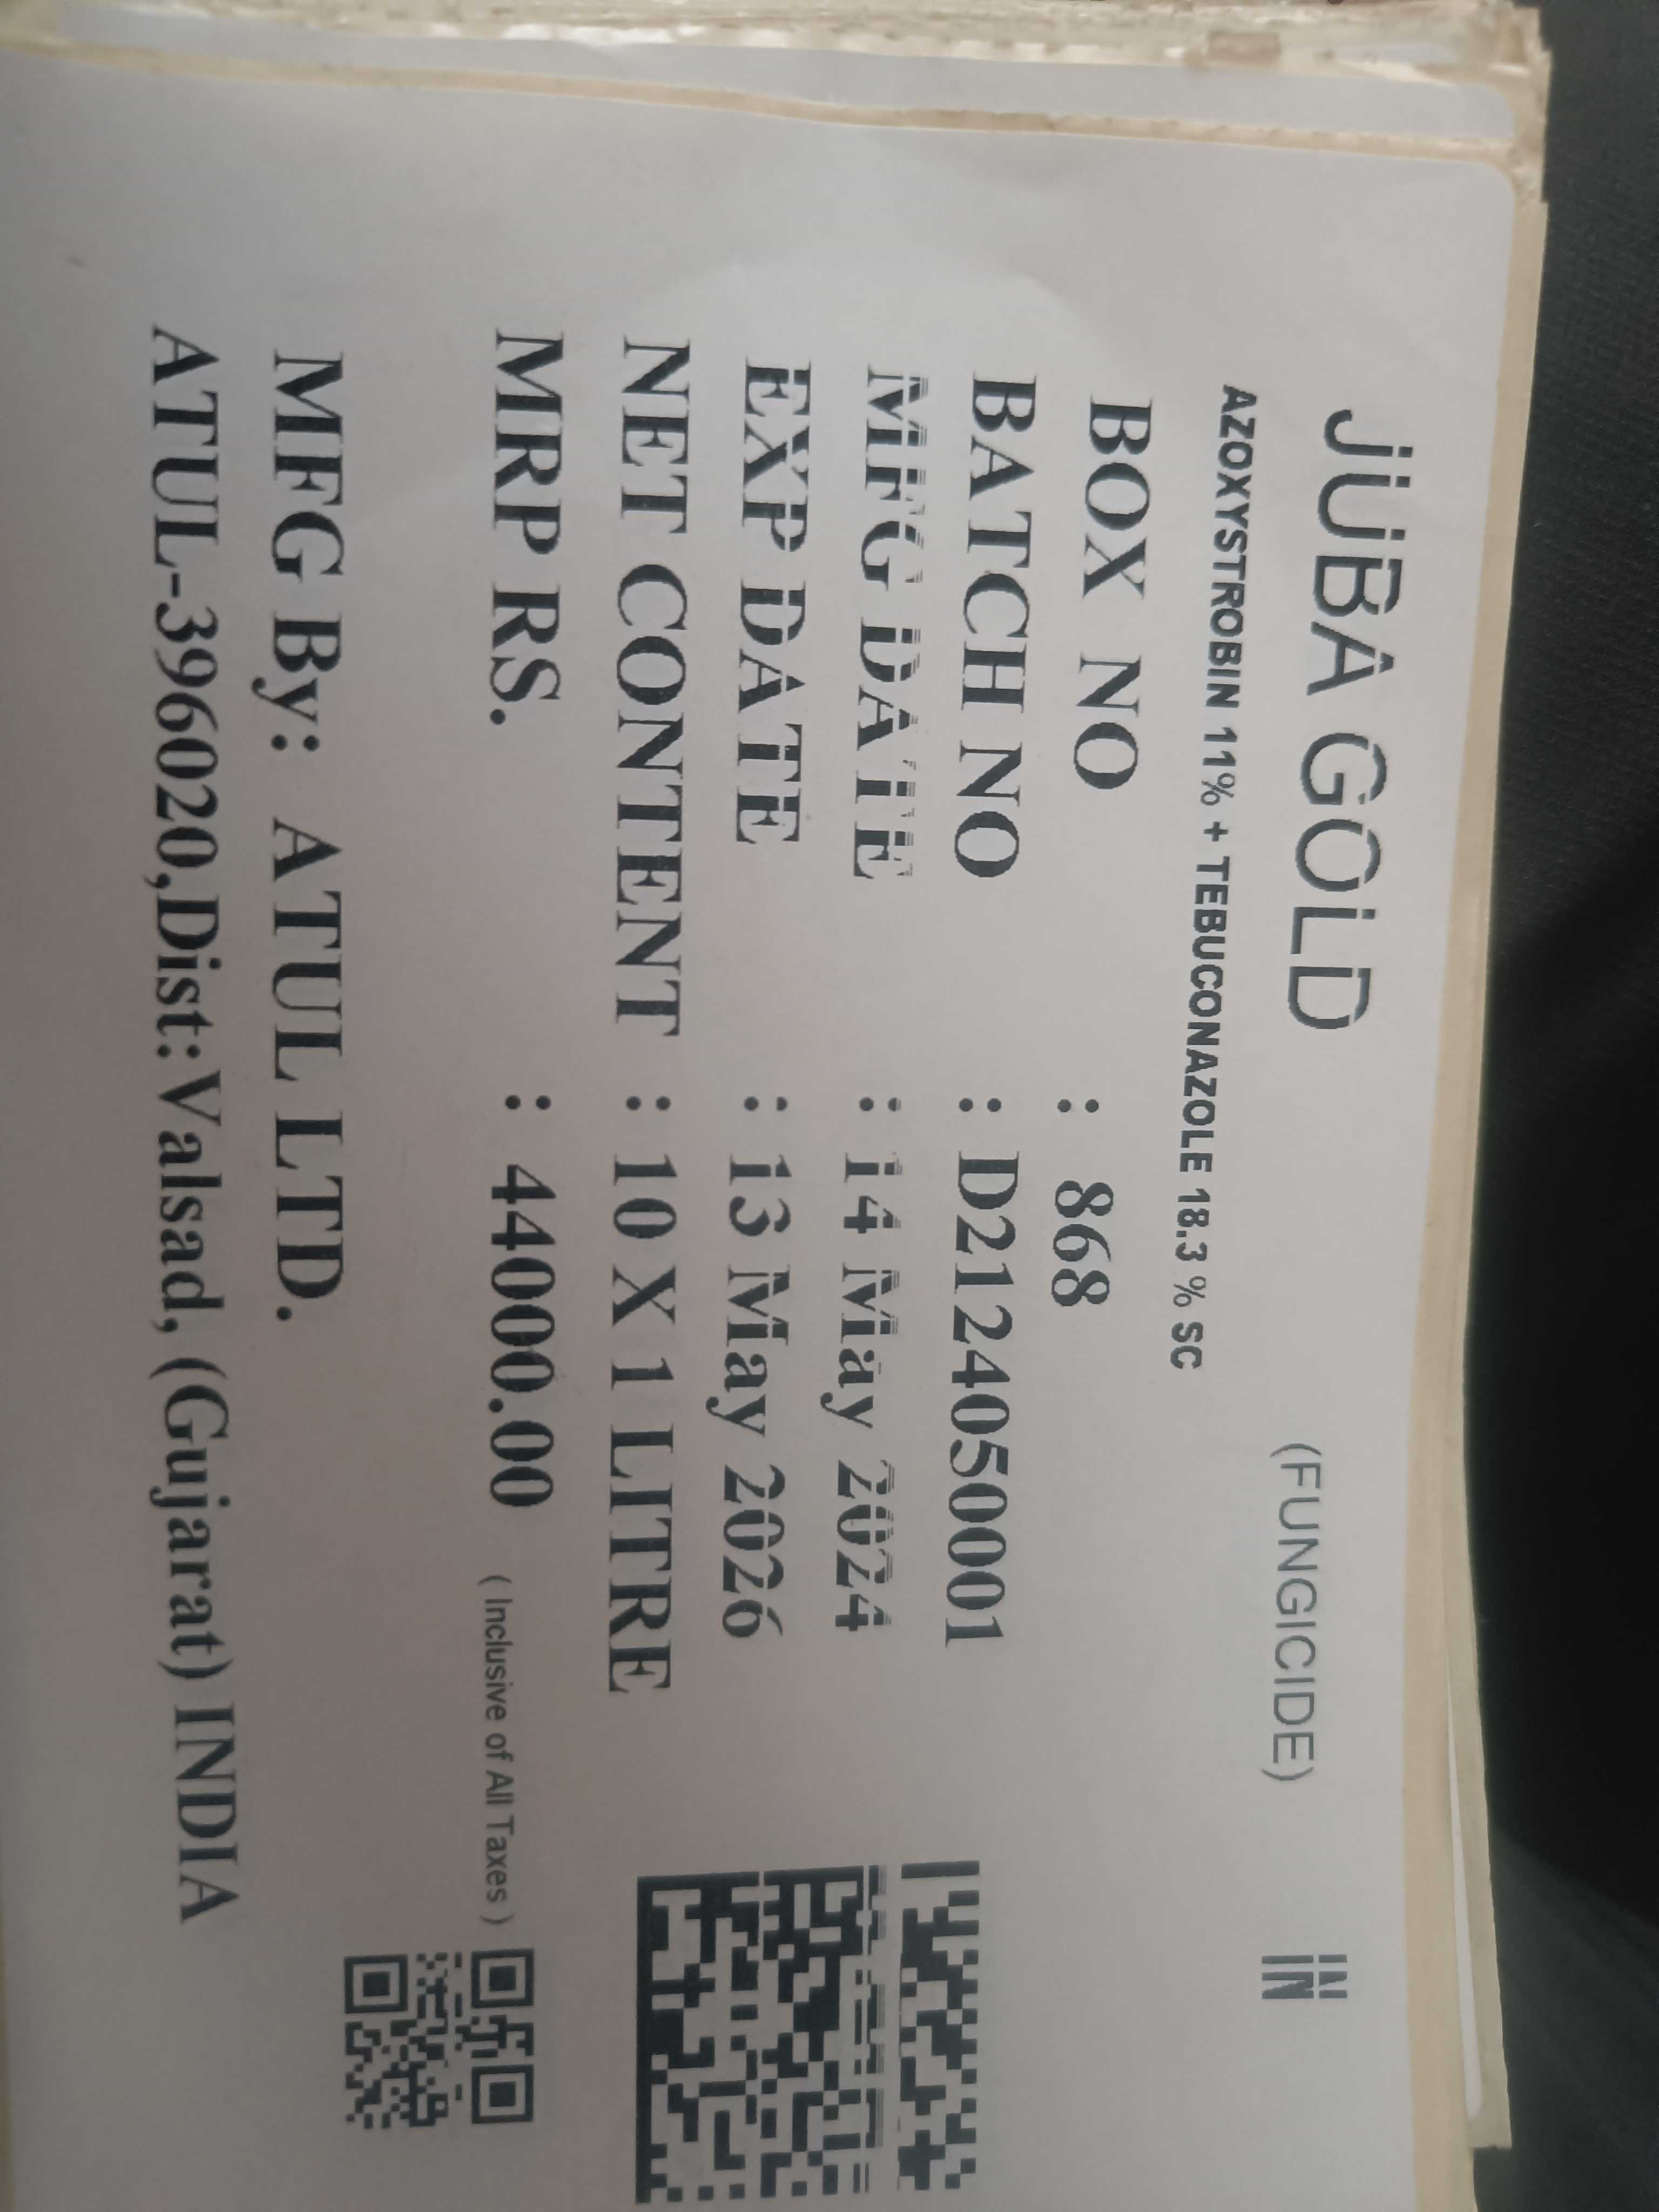 JUBA GOLD (FUNGICIDE) IN
AZOXYSTROBIN 11% + TEBUCONAZOLE 18.3 % SC
BOX NO : 868
BATCH NO : D2124050001
MFG DATE : 14 May 2024
EXP DATE : 13 May 2026
NET CONTENT : 10 X 1 LITRE
MRP RS. : 44000.00 ( Inclusive of All Taxes )
MFG By: ATUL LTD.
ATUL-396020,Dist:Valsad, (Gujarat) INDIA